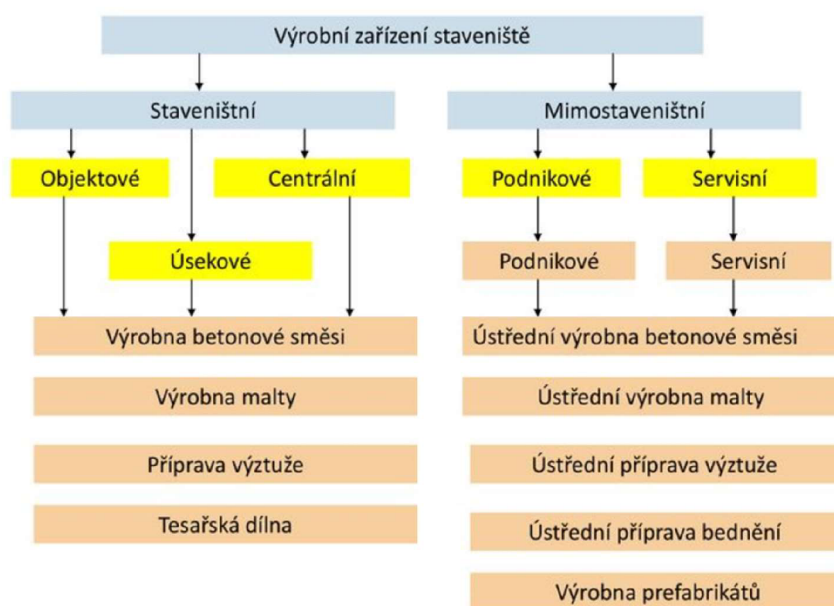 Výrobní zařízení staveniště
Staveništní
Mimostaveništní
Objektové
Centrální
Podnikové
Servisní
Úsekové
Podnikové
Servisní
Výrobna betonové směsi
Ústřední výrobna betonové směsi
Výrobna malty
Ústřední výrobna malty
Příprava výztuže
Ústřední příprava výztuže
Tesařská dílna
Ústřední příprava bednění
Výrobna prefabrikátů